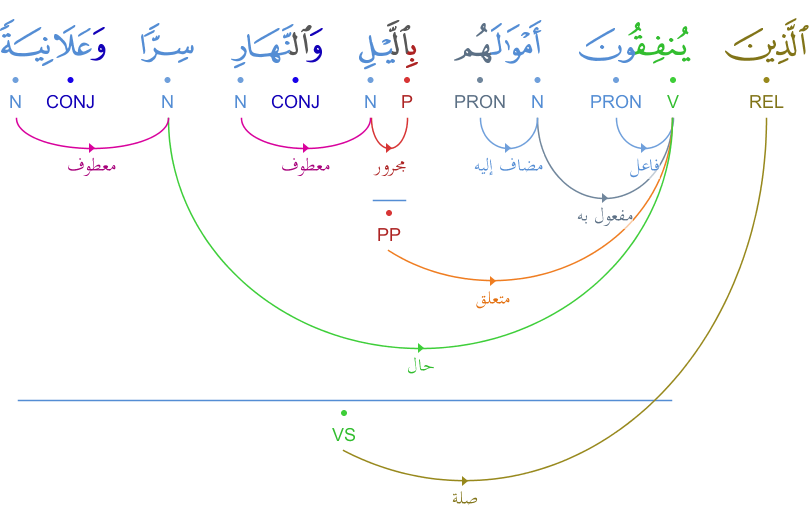 ٱلَّذِينَ يُنفِقُونَ أَمْوَٰلَهُم بِٱلَّيْلِ وَٱلنَّهَارِ سِرًّا وَعَلَانِيَةً
REL V PRON N PRON P N CONJ N N CONJ N
فاعل مضاف إليه مجرور معطوف معطوف
مفعول به
PP
متعلق
حال
VS
صلة